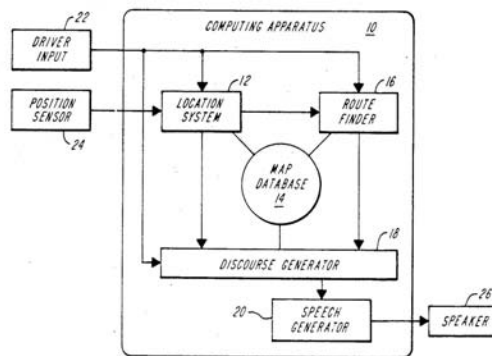 22
COMPUTING APPARATUS 10
DRIVER
INPUT
12
16
POSITION
SENSOR
LOCATION
SYSTEM
ROUTE
FINDER
24
MAP
DATABASE
14
18
DISCOURSE GENERATOR
26
20
SPEECH
GENERATOR
SPEAKER